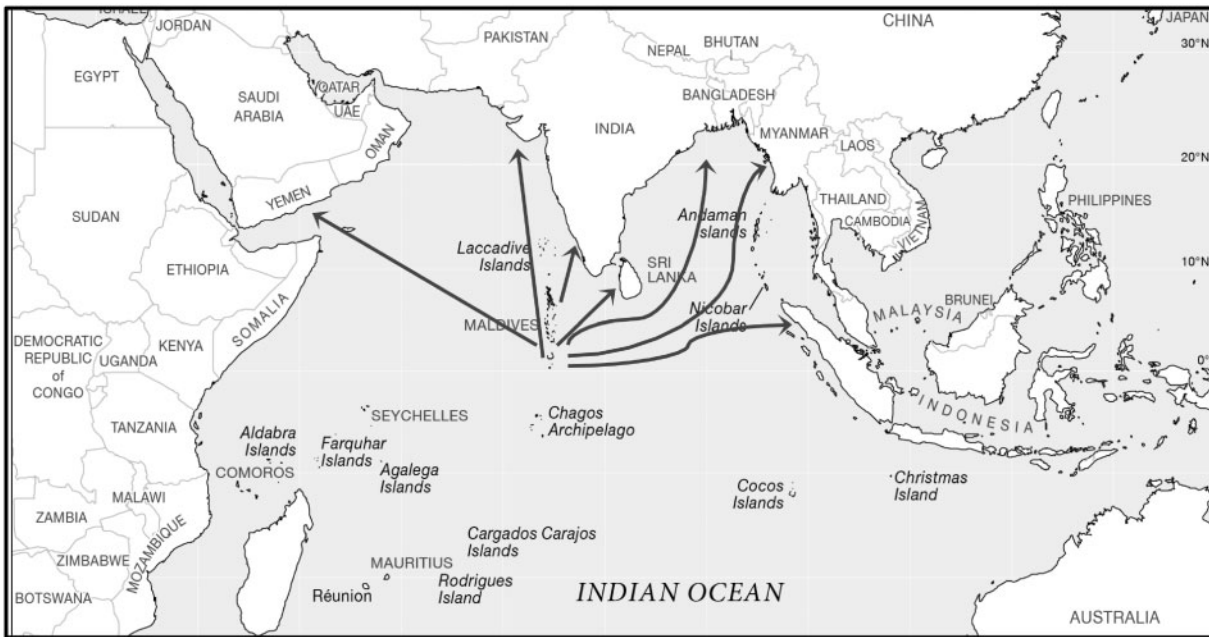 ISRAEL
JORDAN
EGYPT
SAUDI
ARABIA
QATAR
UAE
OMAN
YEMEN
SUDAN
ETHIOPIA
SOMALIA
DEMOCRATIC
REPUBLIC
of
CONGO
UGANDA
KENYA
TANZANIA
MALAWI
ZAMBIA
ZIMBABWE
MOZAMBIQUE
BOTSWANA
COMOROS
Aldabra
Islands
Farquhar
Islands
SEYCHELLES
Agalega
Islands
Cargados Carajos
Islands
MAURITIUS
Rodrigues
Island
Réunion
PAKISTAN
NEPAL
BHUTAN
BANGLADESH
INDIA
Laccadive
Islands
MALDIVES
SRI
LANKA
Chagos
Archipelago
Andaman
Islands
Nicobar
Islands
MYANMAR
LAOS
THAILAND
CAMBODIA
VIETNAM
CHINA
JAPAN
PHILIPPINES
BRUNEI
MALAYSIA
INDONESIA
Cocos
Islands
Christmas
Island
INDIAN OCEAN
AUSTRALIA
30°N
20°N
10°N
0°